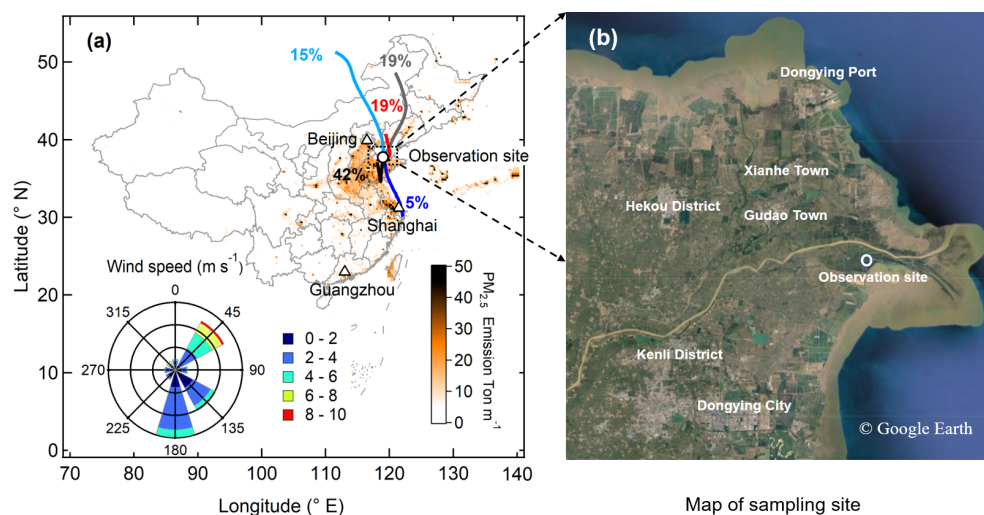 (a)
15%
19%
19%
Beijing
Observation site
42%
5%
Shanghai
Guangzhou
Latitude (° N)
50
40
30
20
10
0
70
80
90
100
110
120
130
140
Longitude (° E)
Wind speed (m s⁻¹)
0
45
90
135
180
225
270
315
0 - 2
2 - 4
4 - 6
6 - 8
8 - 10
50
40
30
20
10
0
PM₂.₅ Emission Ton m⁻¹
(b)
Dongying Port
Xianhe Town
Hekou District
Gudao Town
Observation site
Kenli District
Dongying City
© Google Earth
Map of sampling site